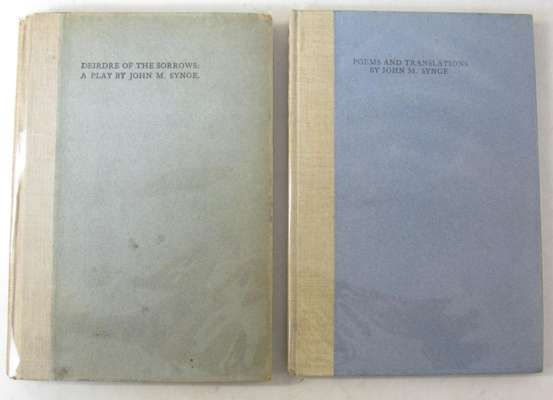 DEIRDRE OF THE SORROWS:
A PLAY BY JOHN M. SYNGE.
POEMS AND TRANSLATIONS
BY JOHN M. SYNGE